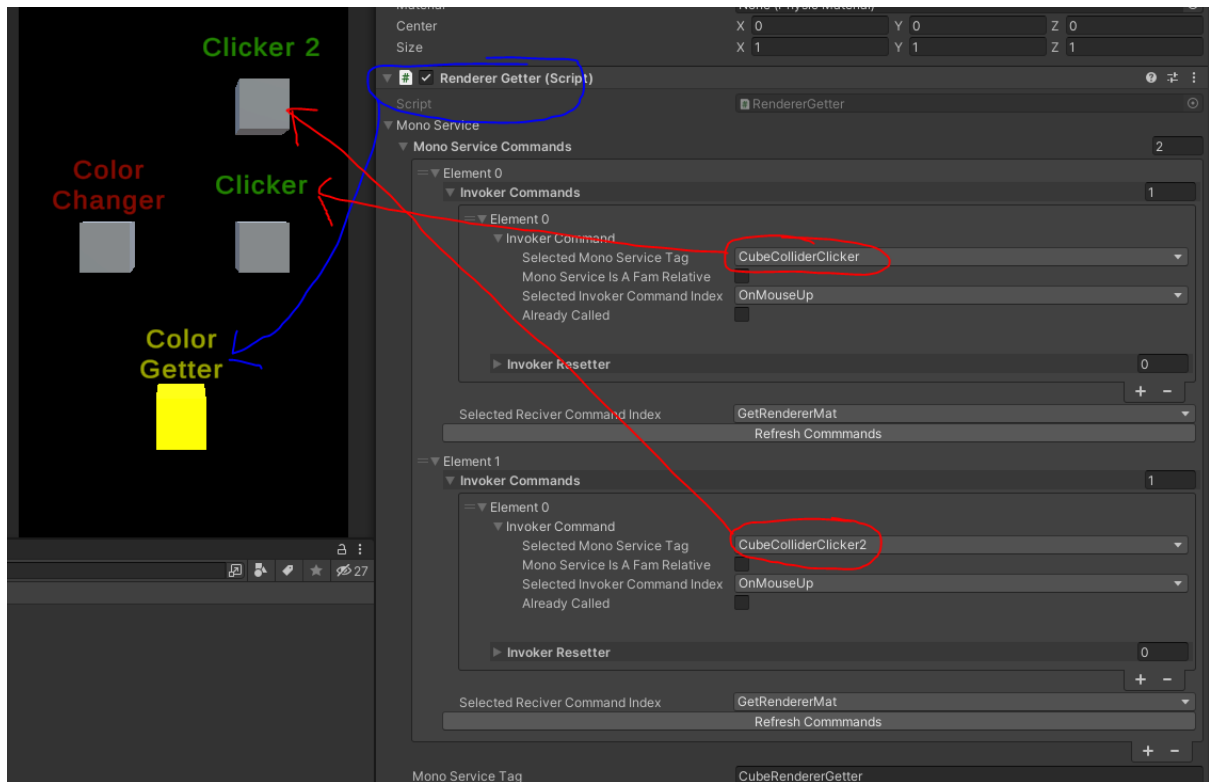 Clicker 2
Color
Changer
Clicker
Color
Getter
27
Material None (Physic Material)
Center X 0 Y 0 Z 0
Size X 1 Y 1 Z 1
# Renderer Getter (Script)
Script RendererGetter
Mono Service
Mono Service Commands 2
Element 0
Invoker Commands 1
Element 0
Invoker Command
Selected Mono Service Tag CubeColliderClicker
Mono Service Is A Fam Relative
Selected Invoker Command Index OnMouseUp
Already Called
Invoker Resetter 0
+ -
Selected Reciver Command Index GetRendererMat
Refresh Commmands
Element 1
Invoker Commands 1
Element 0
Invoker Command
Selected Mono Service Tag CubeColliderClicker2
Mono Service Is A Fam Relative
Selected Invoker Command Index OnMouseUp
Already Called
Invoker Resetter 0
+ -
Selected Reciver Command Index GetRendererMat
Refresh Commmands
+ -
Mono Service Tag CubeRendererGetter